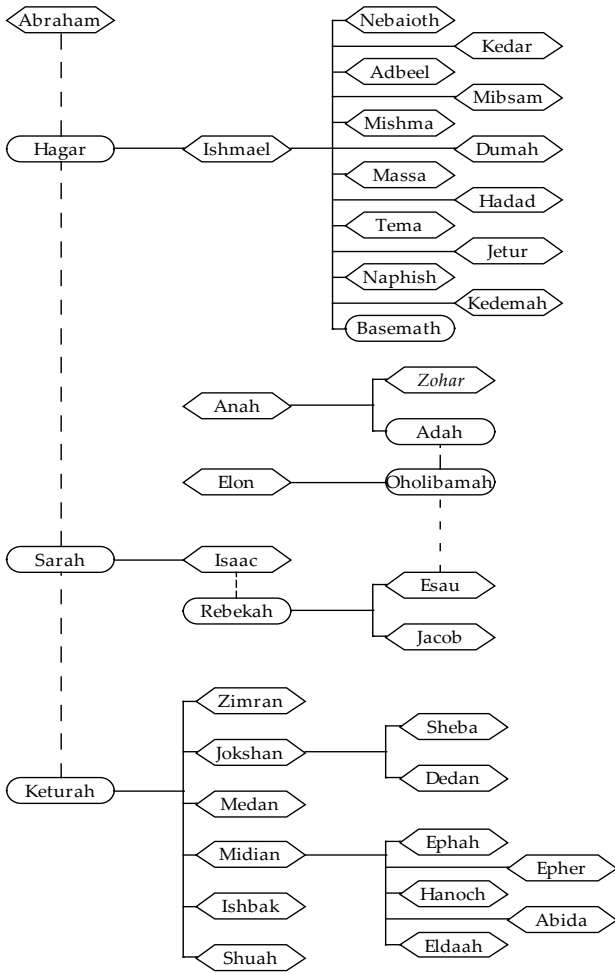 Abraham
Nebaioth
Kedar
Adbeel
Mibsam
Mishma
Hagar
Ishmael
Dumah
Massa
Hadad
Tema
Jetur
Naphish
Kedemah
Basemath
Zohar
Anah
Adah
Elon
Oholibamah
Sarah
Isaac
Esau
Rebekah
Jacob
Zimran
Sheba
Jokshan
Dedan
Keturah
Medan
Ephah
Midian
Epher
Hanoch
Ishbak
Abida
Eldaah
Shuah